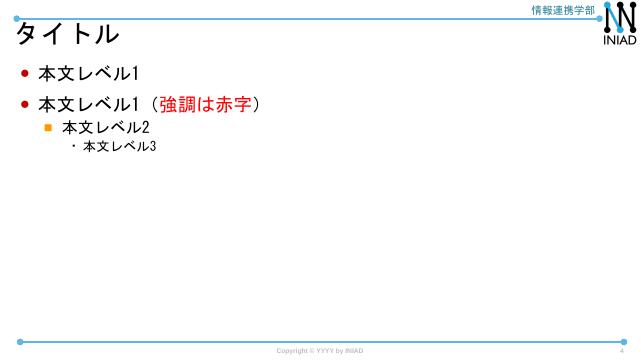 情報連携学部
INIAD
タイトル
● 本文レベル1
● 本文レベル1（強調は赤字）
■ 本文レベル2
・ 本文レベル3
Copyright © YYYY by INIAD
4